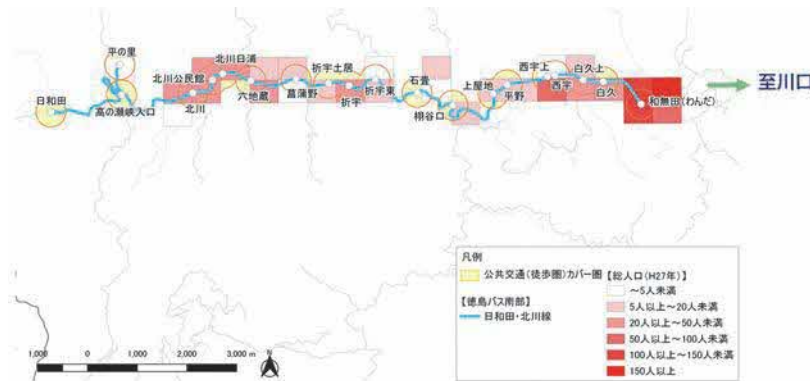 平の里
日和田
高の瀬峡入口
北川日浦
北川公民館
北川
六地蔵
菖蒲野
折宇土居
折宇
折宇東
石畳
栩谷口
上屋地
平野
西宇上
西宇
白久上
白久
和無田(わんだ)
至川口
凡例
公共交通(徒歩圏)カバー圏
【徳島バス南部】
日和田・北川線
【総人口(H27年)】
～5人未満
5人以上～20人未満
20人以上～50人未満
50人以上～100人未満
100人以上～150人未満
150人以上
1,000 0 1,000 2,000 3,000 m
N